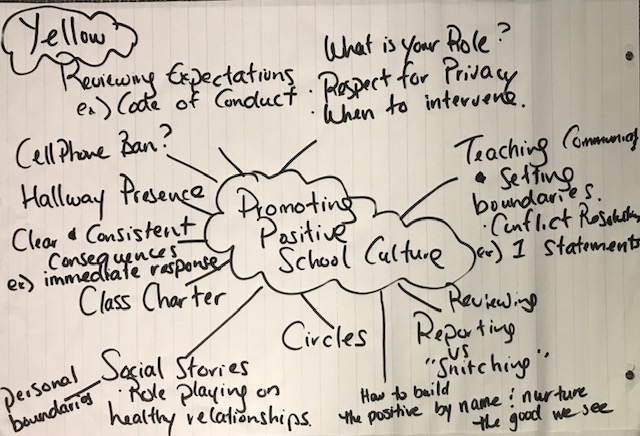 Yellow
Reviewing Expectations
ex) Code of Conduct
What is your Role?
• Respect for Privacy
• When to intervene.
Cell Phone Ban?
Hallway Presence
Clear & Consistent
Consequences
ex) immediate response
Class Charter
Promoting
Positive
School Culture
Teaching
• Setting
boundaries.
• Conflict
ex) I Statements
Reviewing
Reporting
vs
"Snitching"
Circles
How to build
the positive by name: nurture
the good we see
Social Stories
• Role playing on
healthy relationships.
personal
boundaries